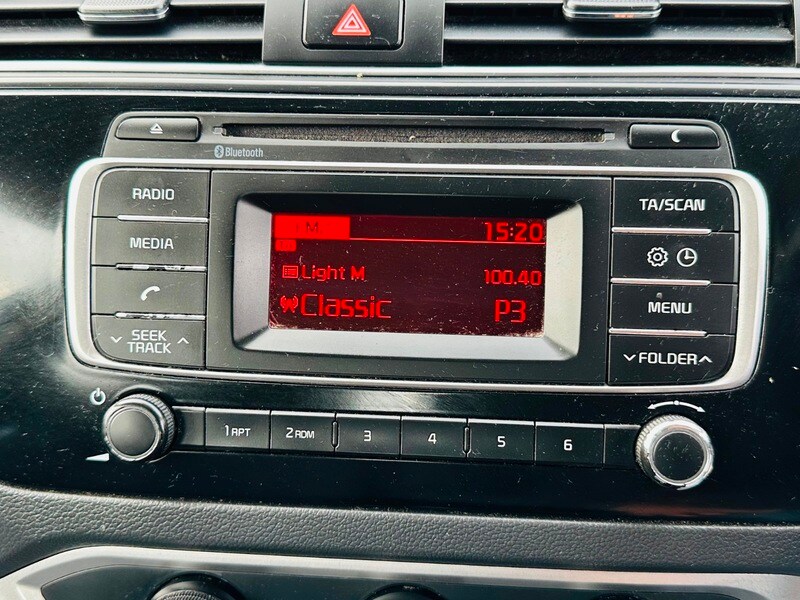 Bluetooth
RADIO
MEDIA
SEEK
TRACK
M. 15:20
Light M 100.40
Classic P3
TA/SCAN
MENU
FOLDER
1 RPT 2 RDM 3 4 5 6